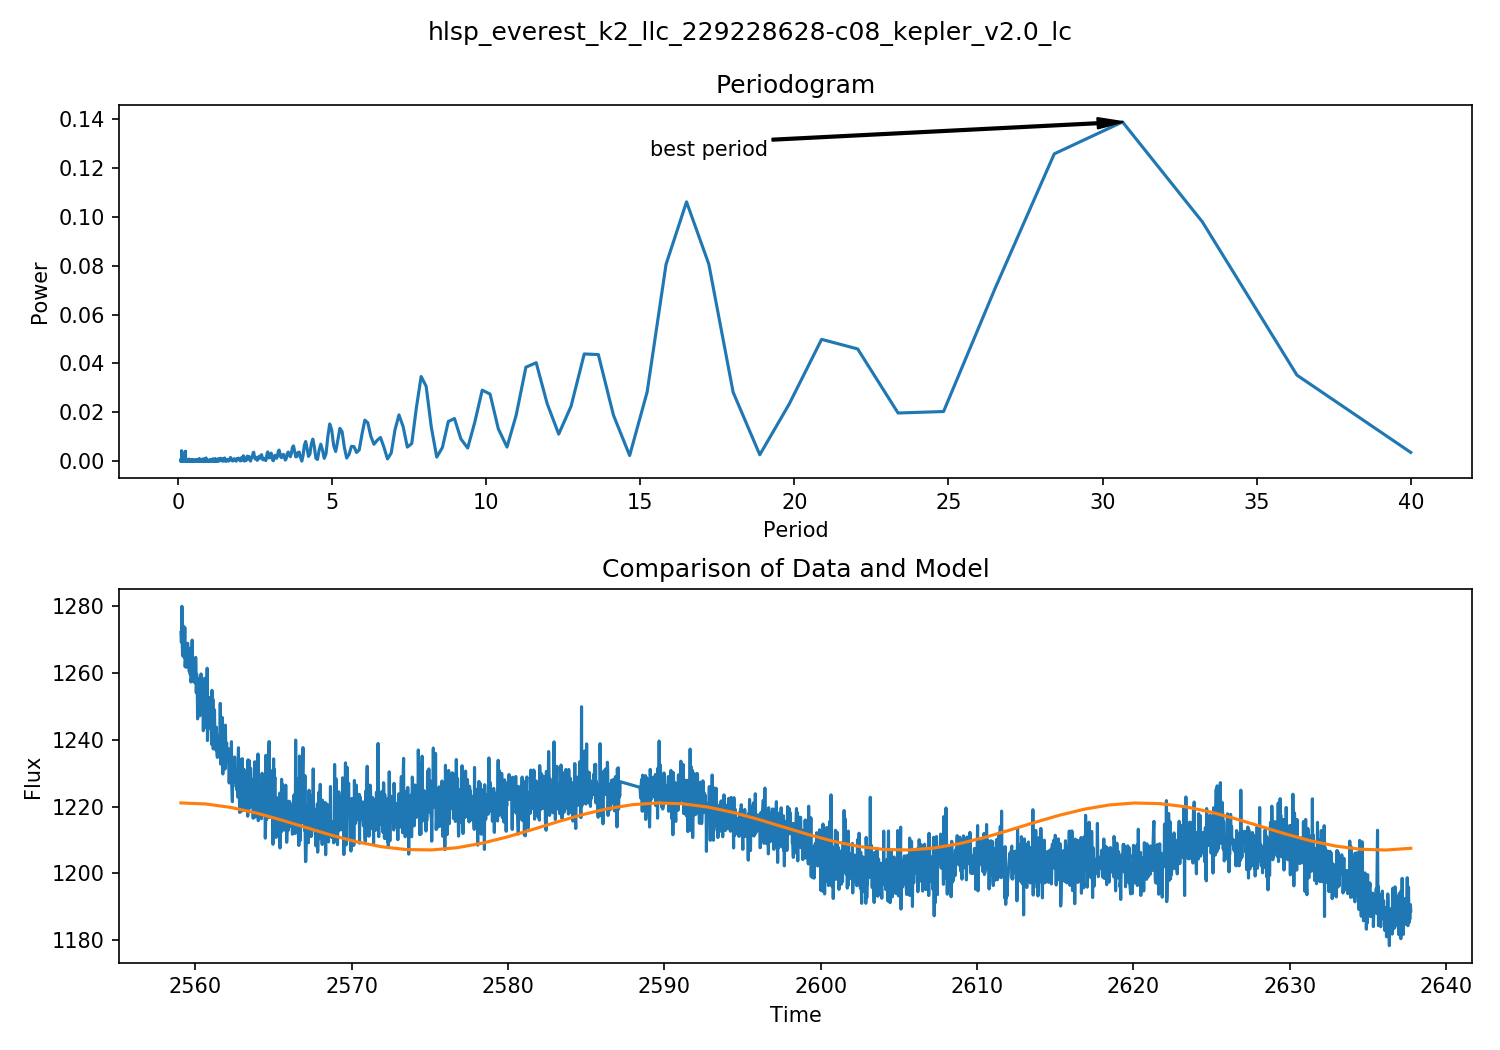 hlsp_everest_k2_llc_229228628-c08_kepler_v2.0_lc
Periodogram
0.14
0.12
0.10
0.08
0.06
0.04
0.02
0.00
Power
best period
0 5 10 15 20 25 30 35 40
Period
Comparison of Data and Model
1280
1260
1240
1220
1200
1180
Flux
2560 2570 2580 2590 2600 2610 2620 2630 2640
Time